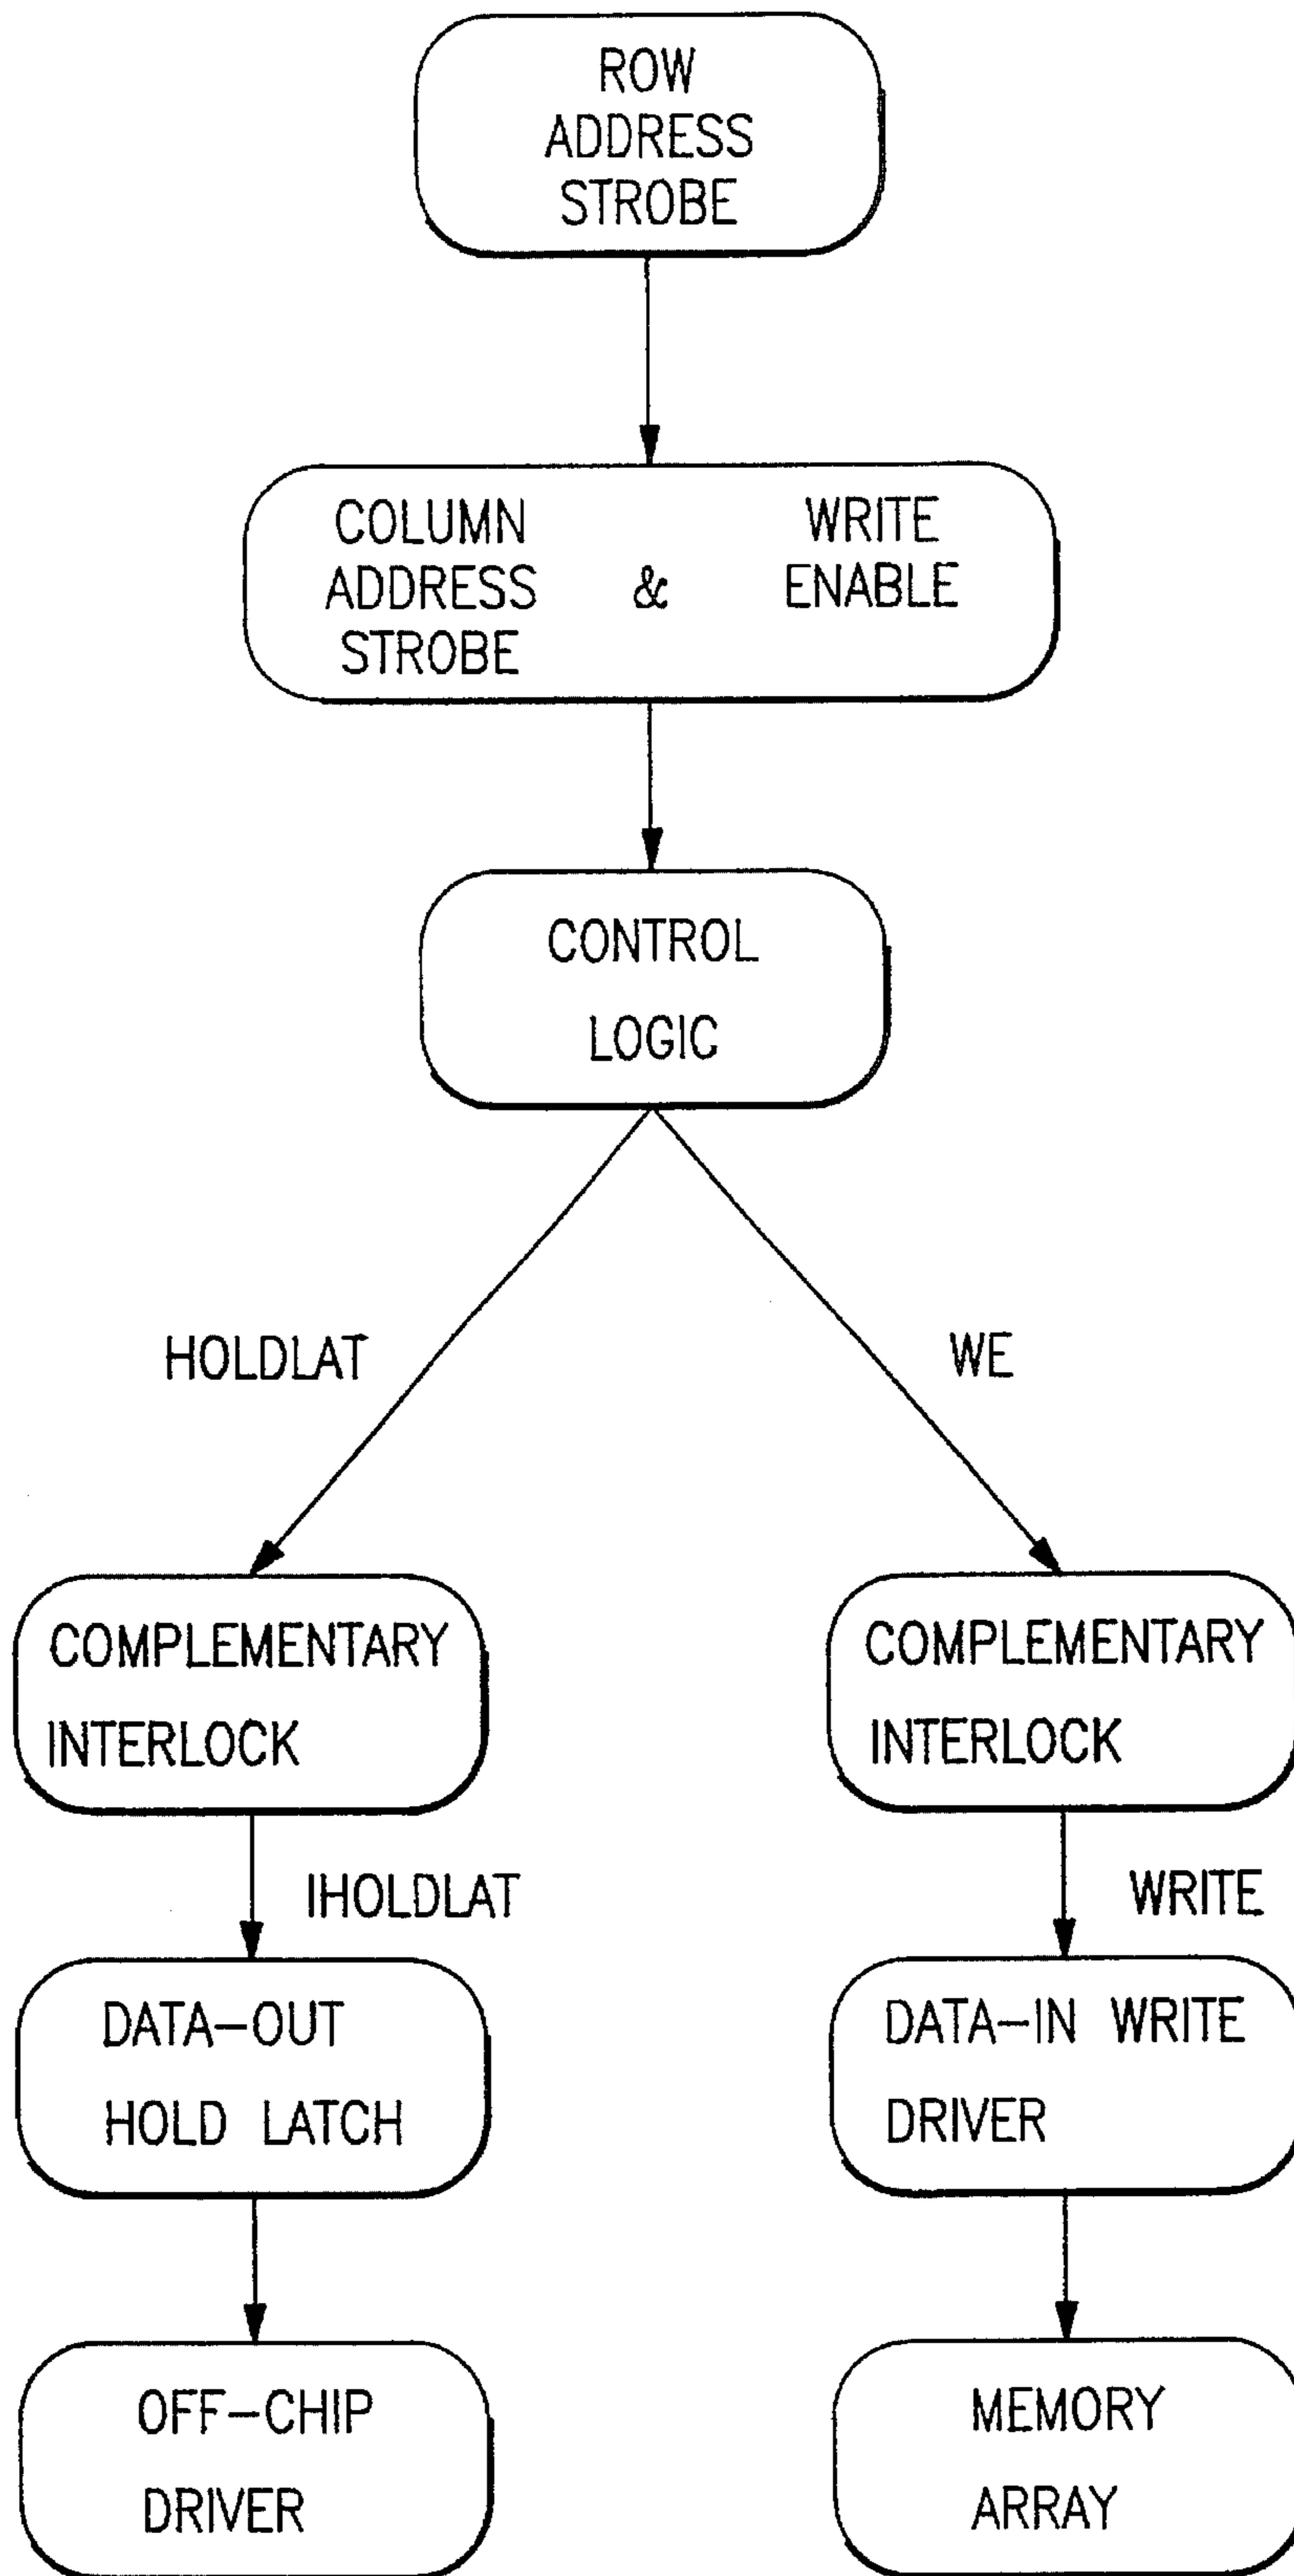 ROW
ADDRESS
STROBE
COLUMN
ADDRESS
STROBE
&
WRITE
ENABLE
CONTROL
LOGIC
HOLDLAT
WE
COMPLEMENTARY
INTERLOCK
COMPLEMENTARY
INTERLOCK
IHOLDLAT
WRITE
DATA-OUT
HOLD LATCH
DATA-IN WRITE
DRIVER
OFF-CHIP
DRIVER
MEMORY
ARRAY